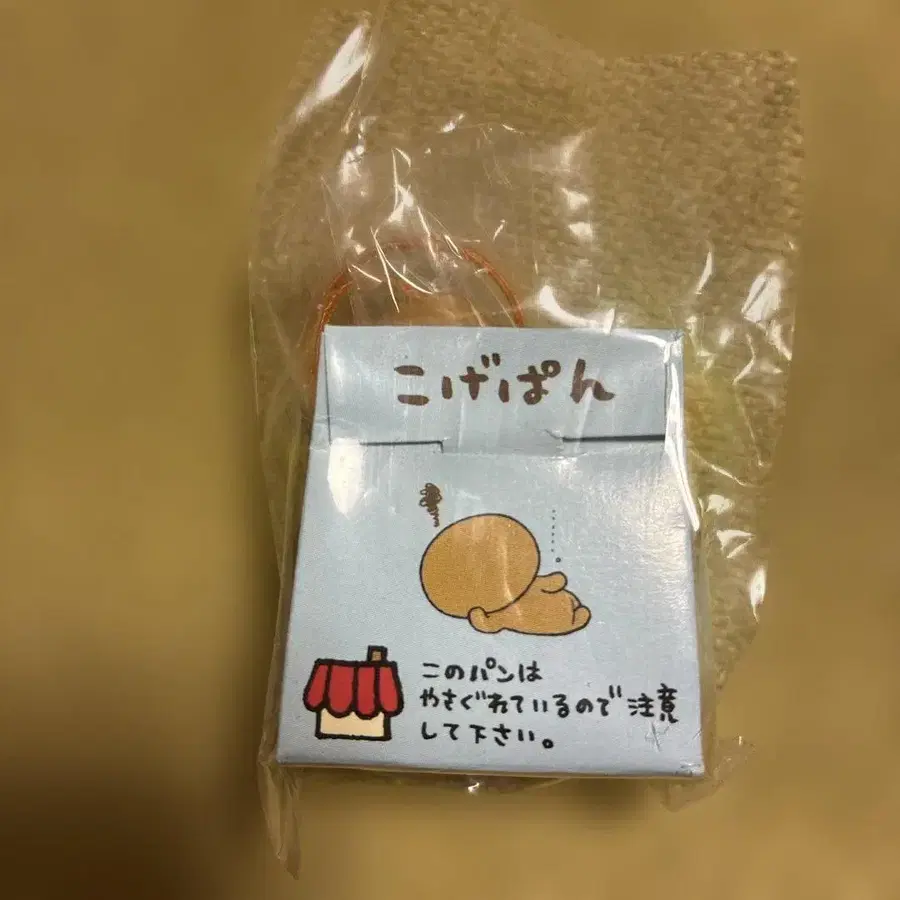 こげぱん
このパンは
やさぐれているので注意
して下さい。